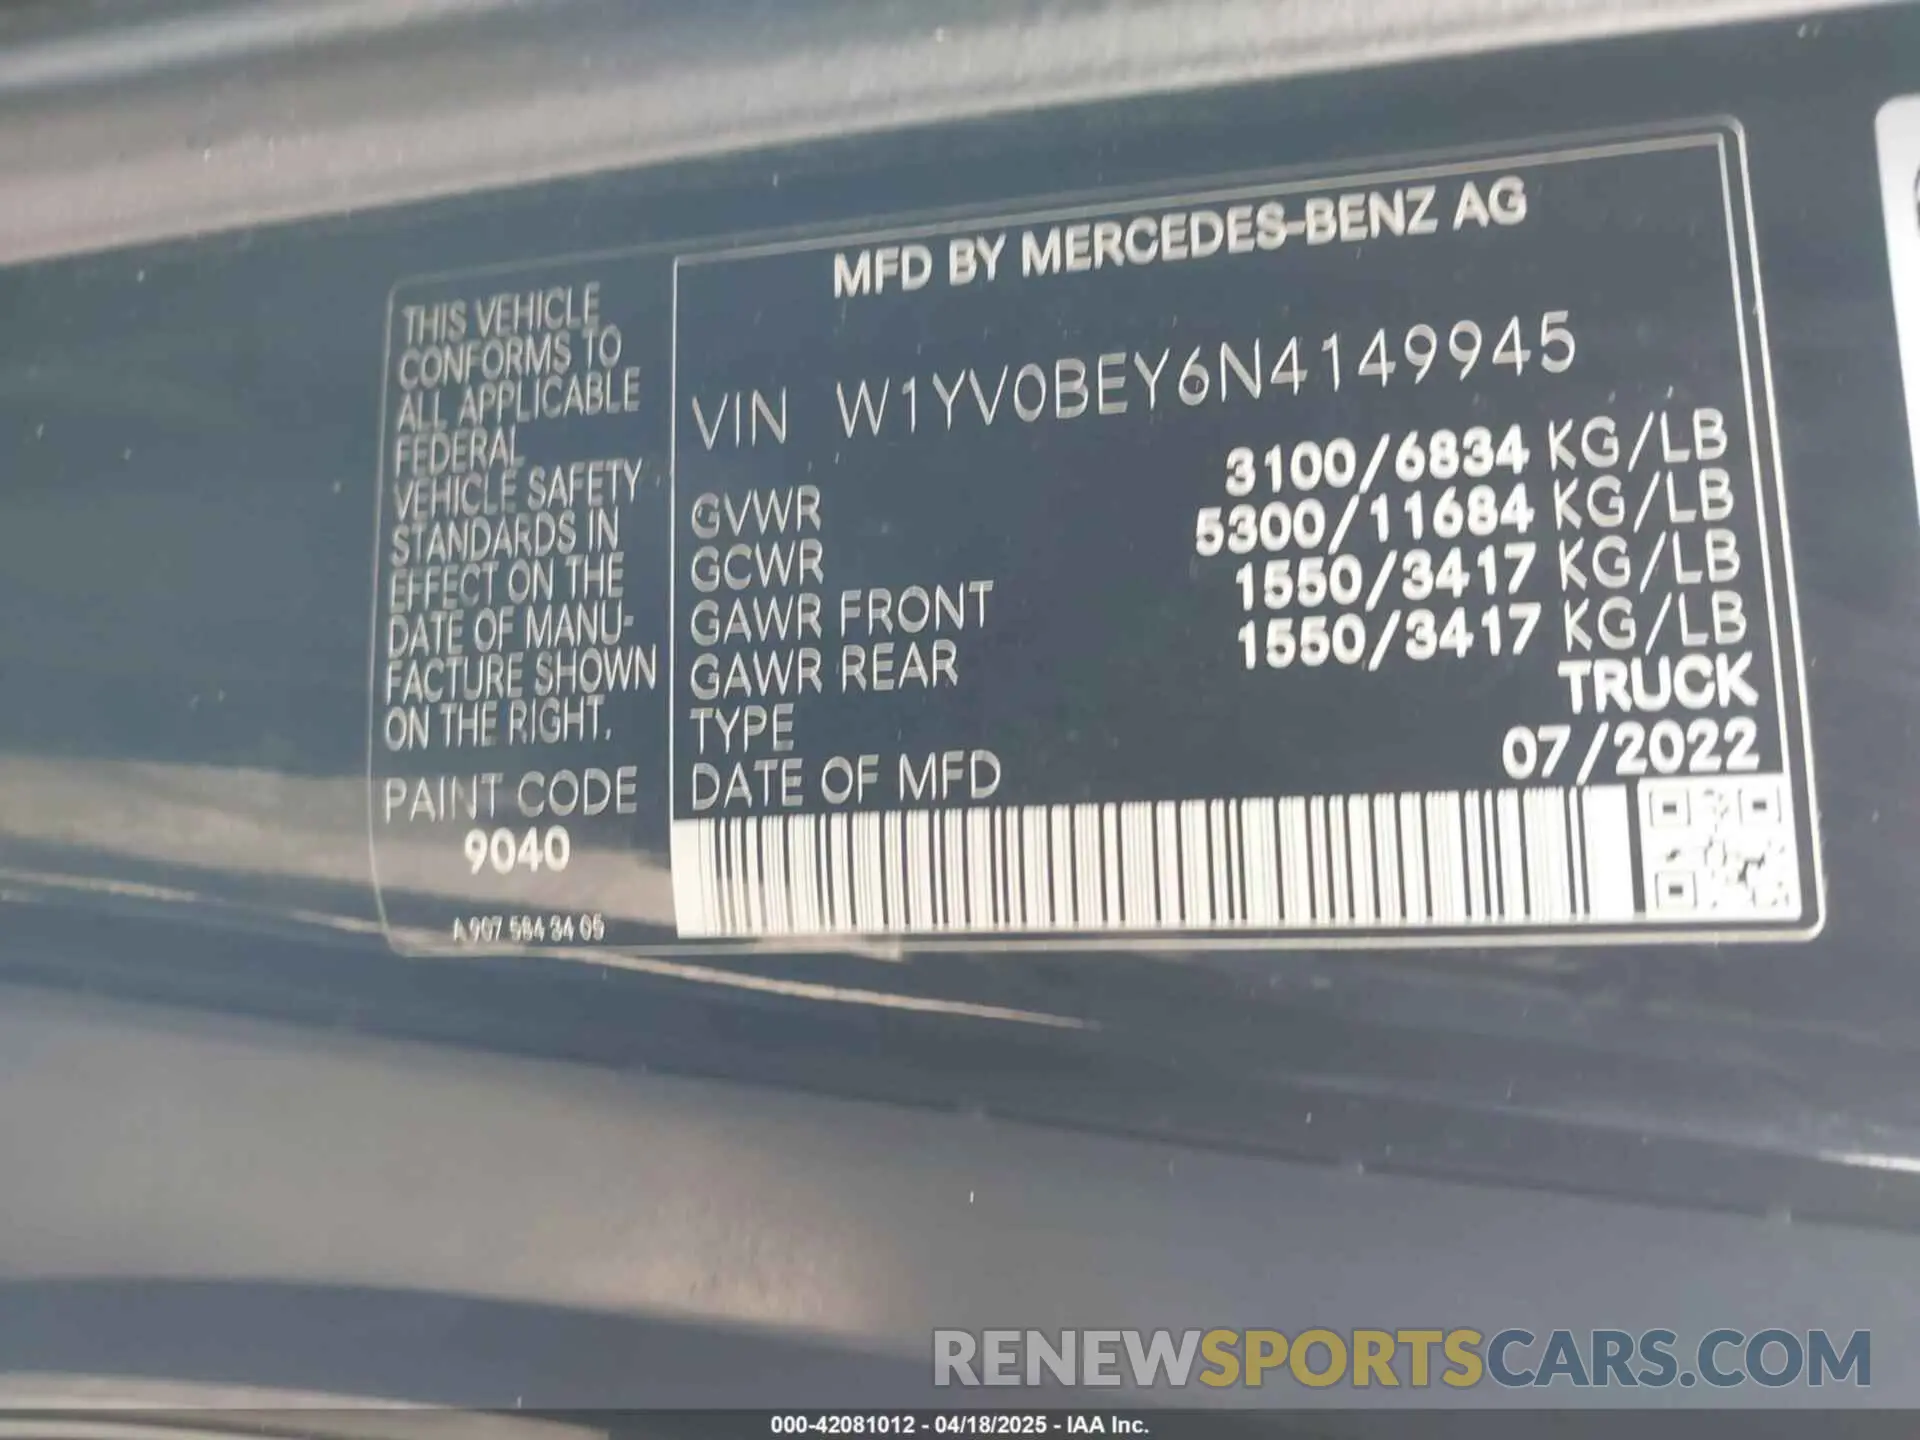 THIS VEHICLE
CONFORMS TO
ALL APPLICABLE
FEDERAL
VEHICLE SAFETY
STANDARDS IN
EFFECT ON THE
DATE OF MANU-
FACTURE SHOWN
ON THE RIGHT.
PAINT CODE
9040
A 907 584 34 05
MFD BY MERCEDES-BENZ AG
VIN W1YV0BEY6N4149945
GVWR 3100/6834 KG/LB
GCWR 5300/11684 KG/LB
GAWR FRONT 1550/3417 KG/LB
GAWR REAR 1550/3417 KG/LB
TYPE TRUCK
DATE OF MFD 07/2022
RENEWSPORTSCARS.COM
000-42081012 - 04/18/2025 - IAA Inc.